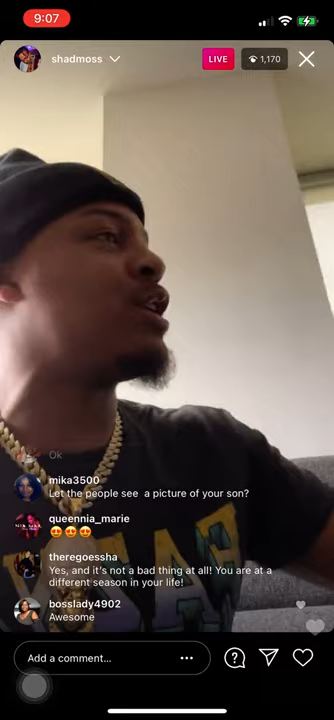 9:07
shadmoss
LIVE
1,170
Ok
mika3500
Let the people see a picture of your son?
queennia_marie
😍😍😍
theregoessha
Yes, and it's not a bad thing at all! You are at a
different season in your life!
bosslady4902
Awesome
Add a comment...